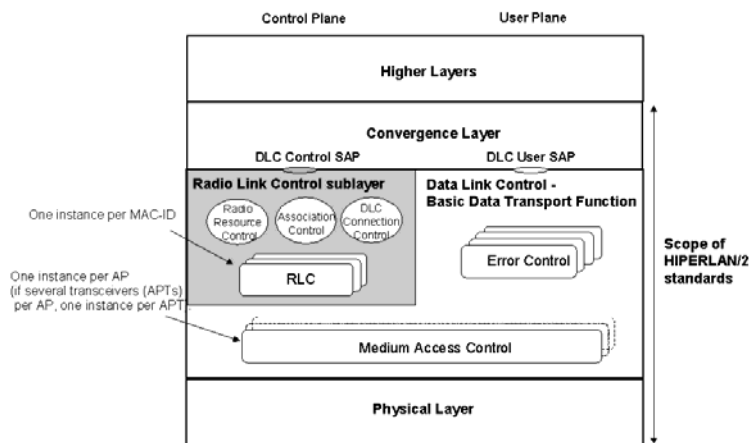 Control Plane
User Plane
Higher Layers
Convergence Layer
DLC Control SAP
DLC User SAP
Radio Link Control sublayer
Radio
Resource
Control
Association
Control
DLC
Connection
Control
RLC
Data Link Control -
Basic Data Transport Function
Error Control
One instance per MAC-ID
One instance per AP
(if several transceivers (APTs)
per AP, one instance per APT)
Medium Access Control
Physical Layer
Scope of
HIPERLAN/2
standards